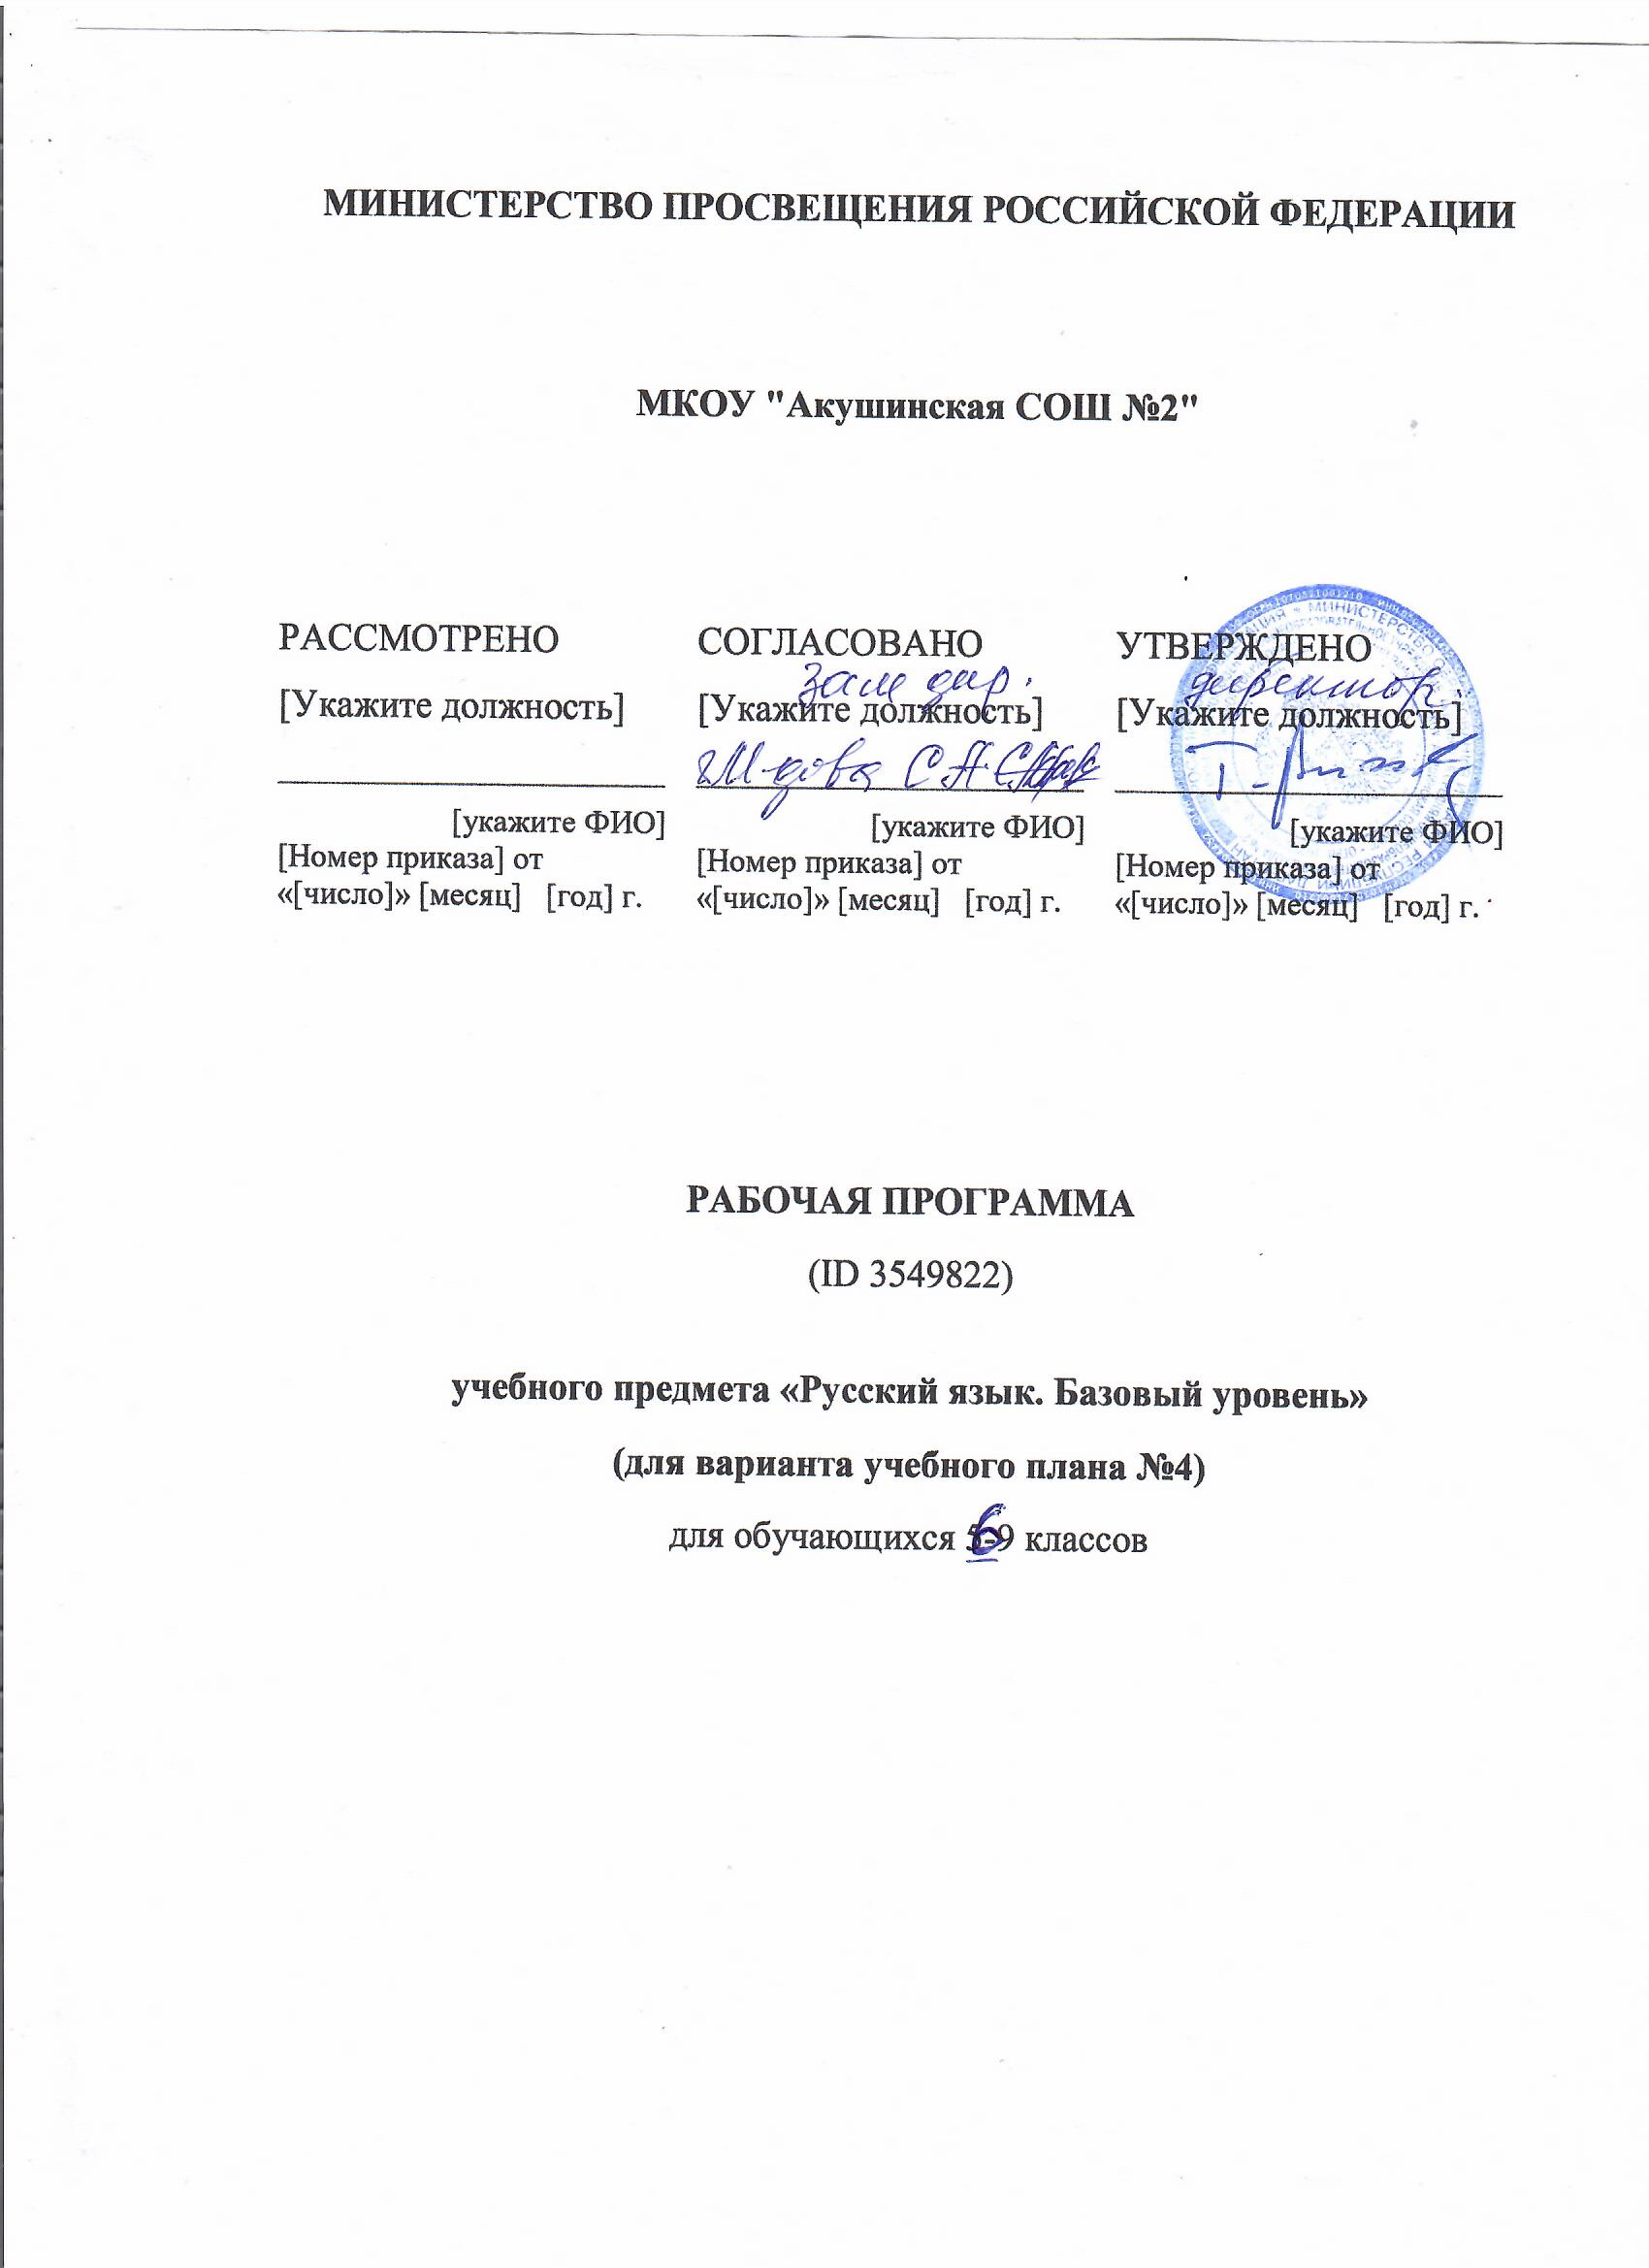 МИНИСТЕРСТВО ПРОСВЕЩЕНИЯ РОССИЙСКОЙ ФЕДЕРАЦИИ
МКОУ "Акушинская СОШ №2"
РАССМОТРЕНО
[Укажите должность]
[укажите ФИО]
[Номер приказа] от
«[число]» [месяц] [год] г.
СОГЛАСОВАНО
зам дир.
[Укажите должность]
[укажите ФИО]
[Номер приказа] от
«[число]» [месяц] [год] г.
УТВЕРЖДЕНО
директор.
[Укажите должность]
[укажите ФИО]
[Номер приказа] от
«[число]» [месяц] [год] г.
РАБОЧАЯ ПРОГРАММА
(ID 3549822)
учебного предмета «Русский язык. Базовый уровень»
(для варианта учебного плана №4)
для обучающихся 6 9 классов